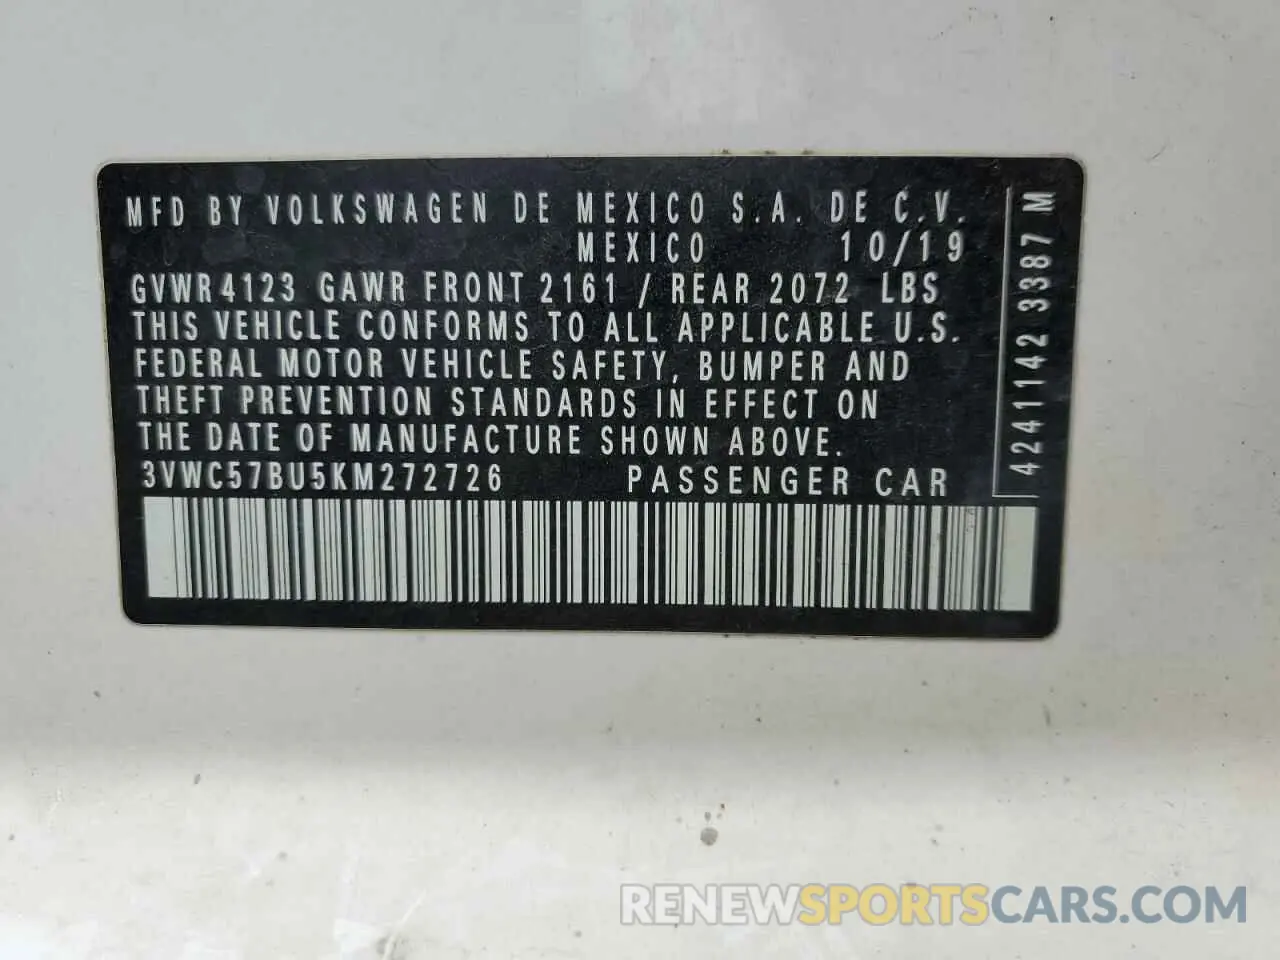 MFD BY VOLKSWAGEN DE MEXICO S.A. DE C.V.
MEXICO 10/19
GVWR 4123 GAWR FRONT 2161 / REAR 2072 LBS
THIS VEHICLE CONFORMS TO ALL APPLICABLE U.S.
FEDERAL MOTOR VEHICLE SAFETY, BUMPER AND
THEFT PREVENTION STANDARDS IN EFFECT ON
THE DATE OF MANUFACTURE SHOWN ABOVE.
3VWC57BU5KM272726 PASSENGER CAR
4241142 3387 M
RENEWSPORTSCARS.COM